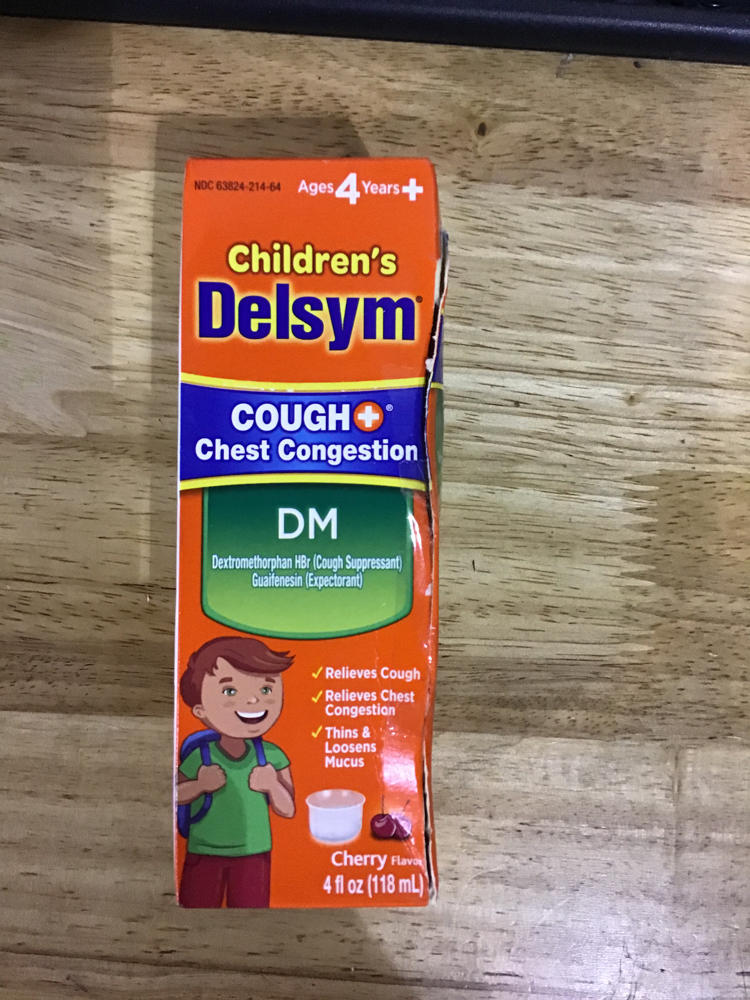 NDC 63824-214-64
Ages 4 Years+
Children's
Delsym®
COUGH+®
Chest Congestion
DM
Dextromethorphan HBr (Cough Suppressant)
Guaifenesin (Expectorant)
✓ Relieves Cough
✓ Relieves Chest
Congestion
✓ Thins &
Loosens
Mucus
Cherry Flavor
4 fl oz (118 mL)